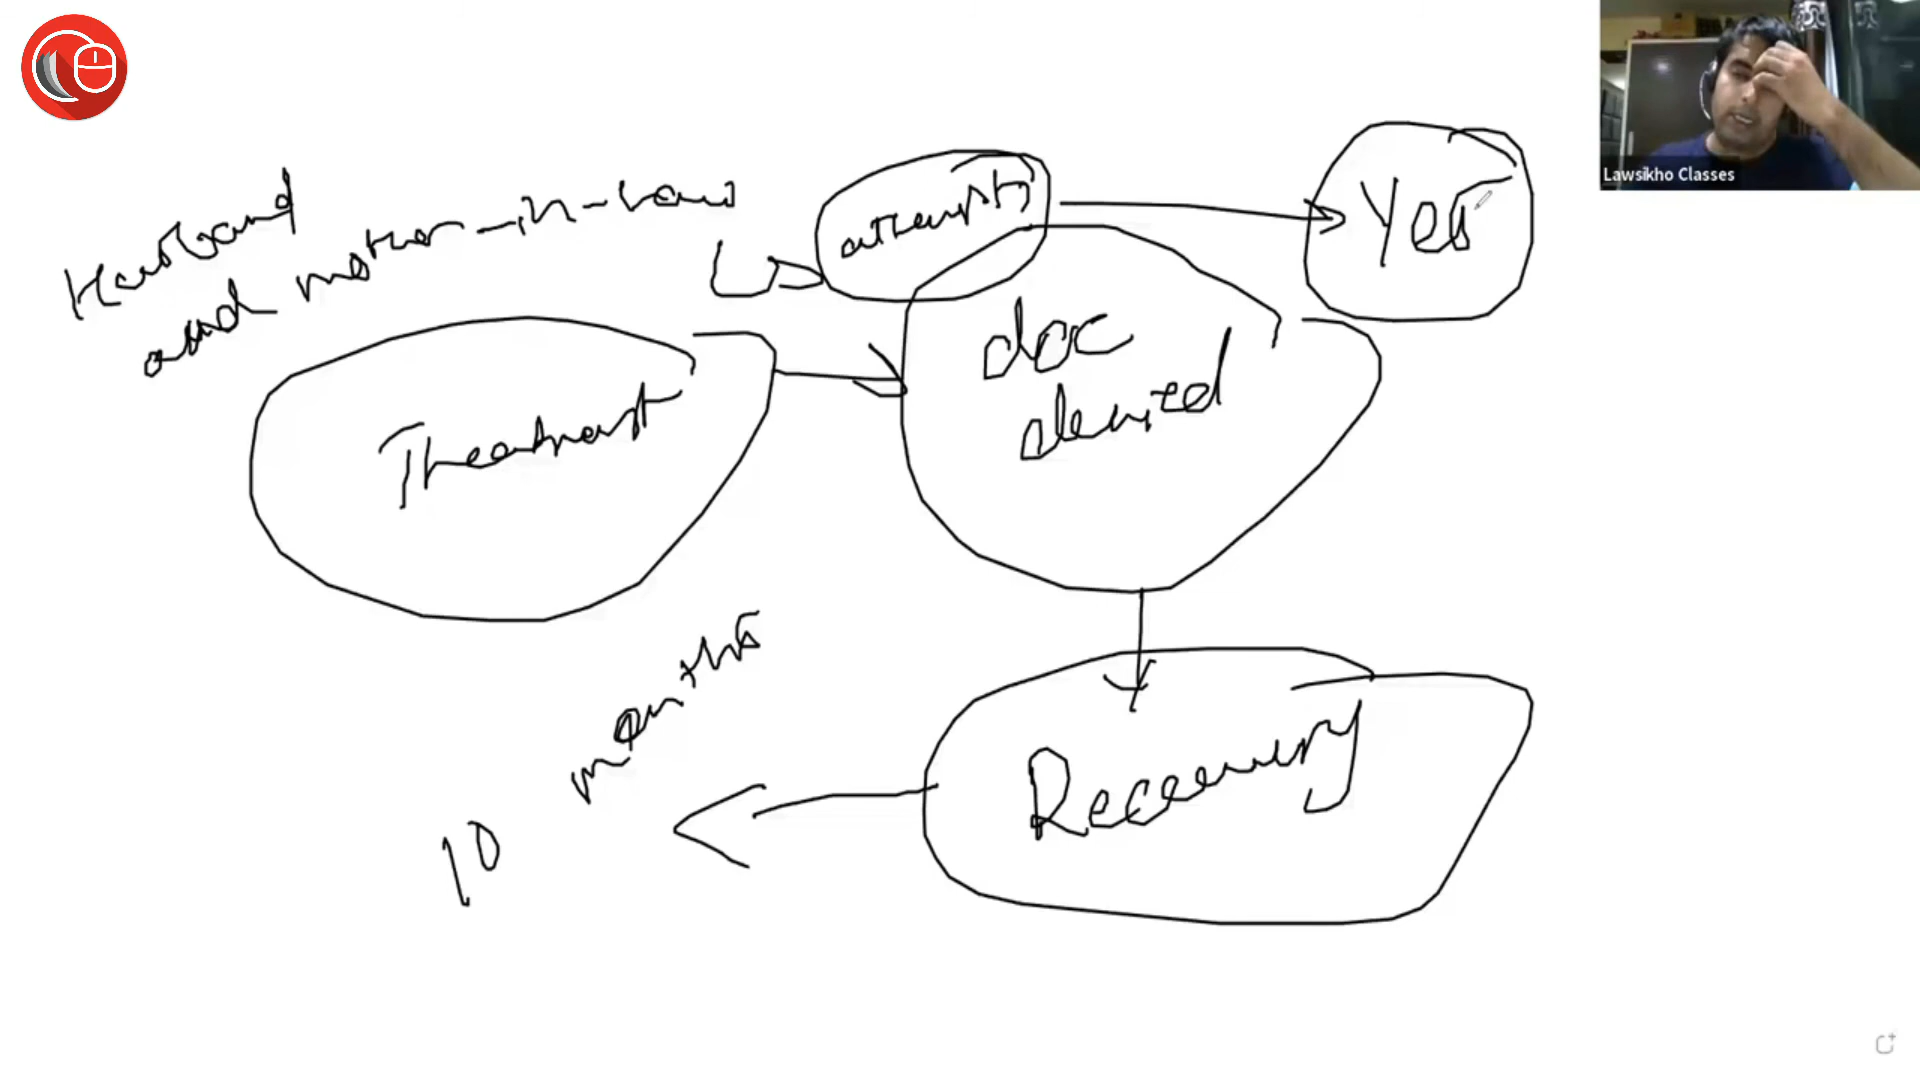 Husband
and mother-in-law
attempt
Yes
Treatment
doc
denied
Recovery
10 months
Lawsikho Classes